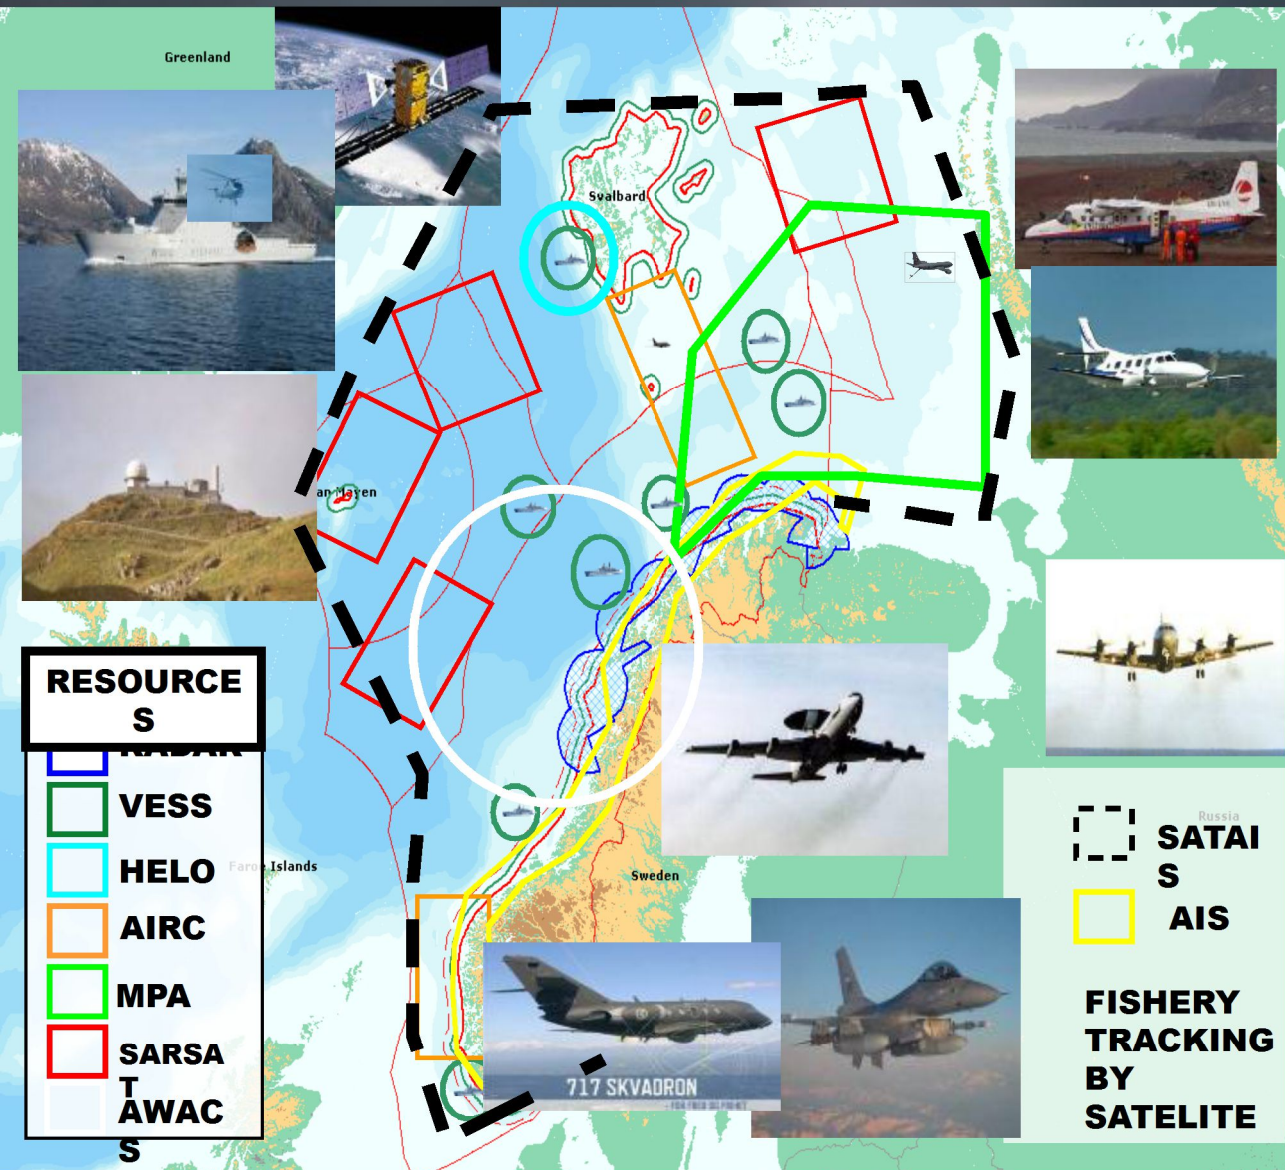 Greenland
Svalbard
an Mayen
RESOURCE
S
RADAR
VESS
HELO
AIRC
MPA
SARSA
T
AWAC
S
Faroe Islands
Sweden
717 SKVADRON
Russia
SATAI
S
AIS
FISHERY
TRACKING
BY
SATELITE